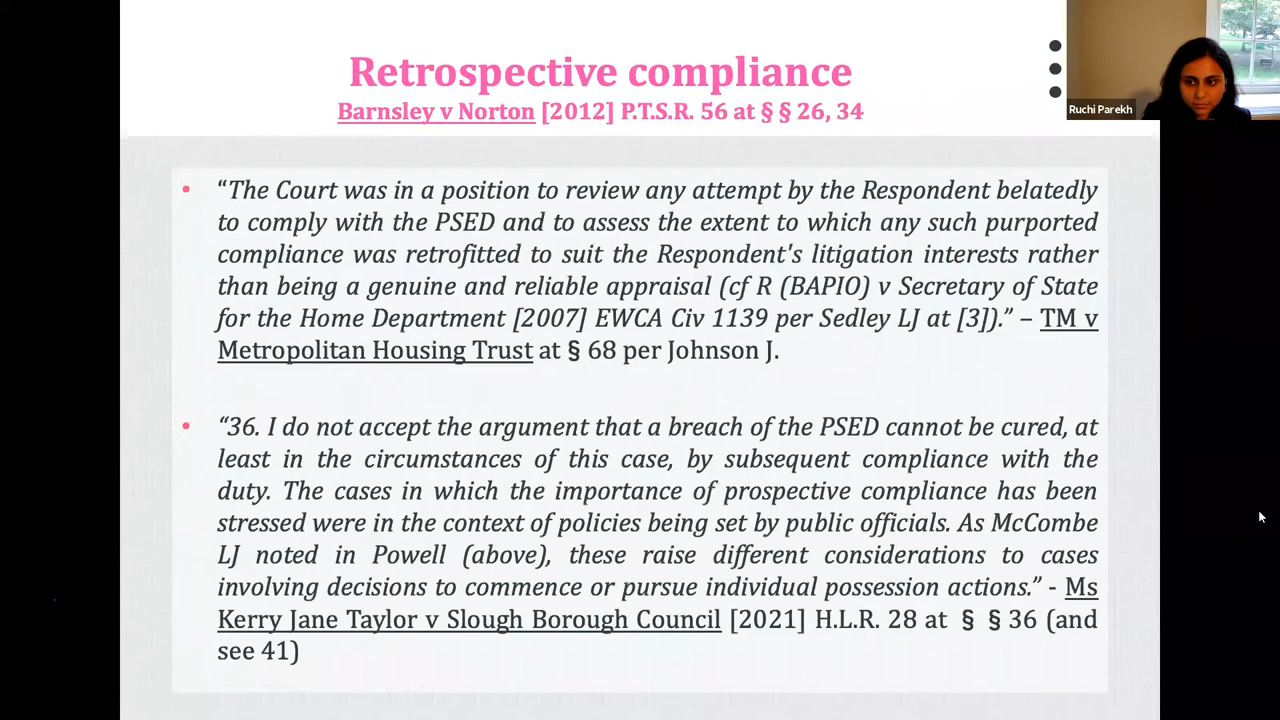 Retrospective compliance
Barnsley v Norton [2012] P.T.S.R. 56 at § § 26, 34
Ruchi Parekh
• “The Court was in a position to review any attempt by the Respondent belatedly
to comply with the PSED and to assess the extent to which any such purported
compliance was retrofitted to suit the Respondent's litigation interests rather
than being a genuine and reliable appraisal (cf R (BAPIO) v Secretary of State
for the Home Department [2007] EWCA Civ 1139 per Sedley LJ at [3]).” – TM v
Metropolitan Housing Trust at § 68 per Johnson J.
• “36. I do not accept the argument that a breach of the PSED cannot be cured, at
least in the circumstances of this case, by subsequent compliance with the
duty. The cases in which the importance of prospective compliance has been
stressed were in the context of policies being set by public officials. As McCombe
LJ noted in Powell (above), these raise different considerations to cases
involving decisions to commence or pursue individual possession actions.” - Ms
Kerry Jane Taylor v Slough Borough Council [2021] H.L.R. 28 at § § 36 (and
see 41)